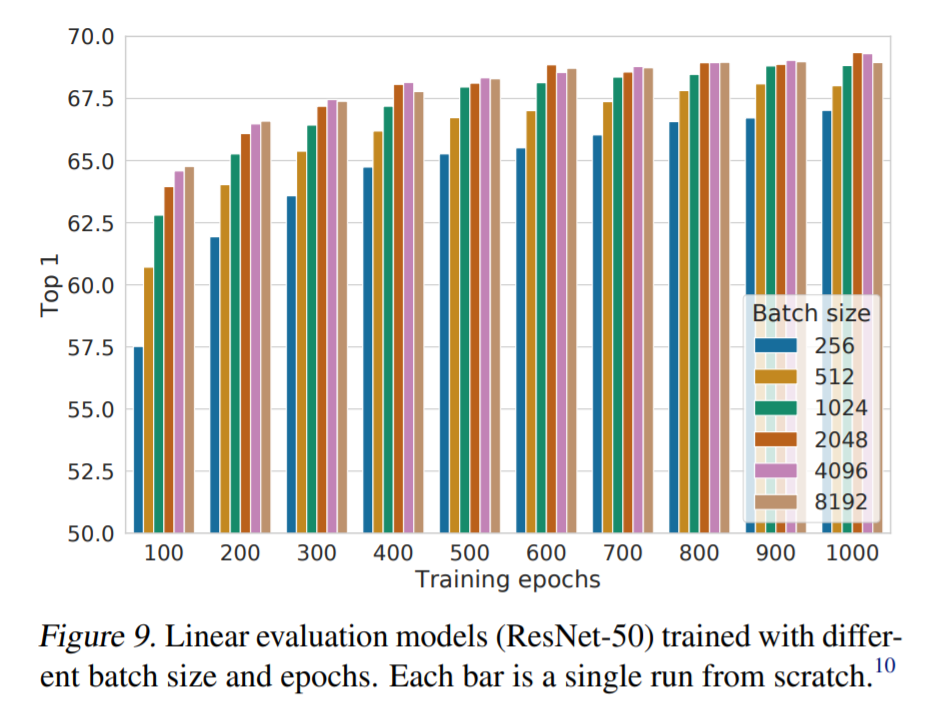 70.0
67.5
65.0
62.5
60.0
57.5
55.0
52.5
50.0
Top 1
100 200 300 400 500 600 700 800 900 1000
Training epochs
Batch size
256
512
1024
2048
4096
8192
Figure 9. Linear evaluation models (ResNet-50) trained with differ-
ent batch size and epochs. Each bar is a single run from scratch.10